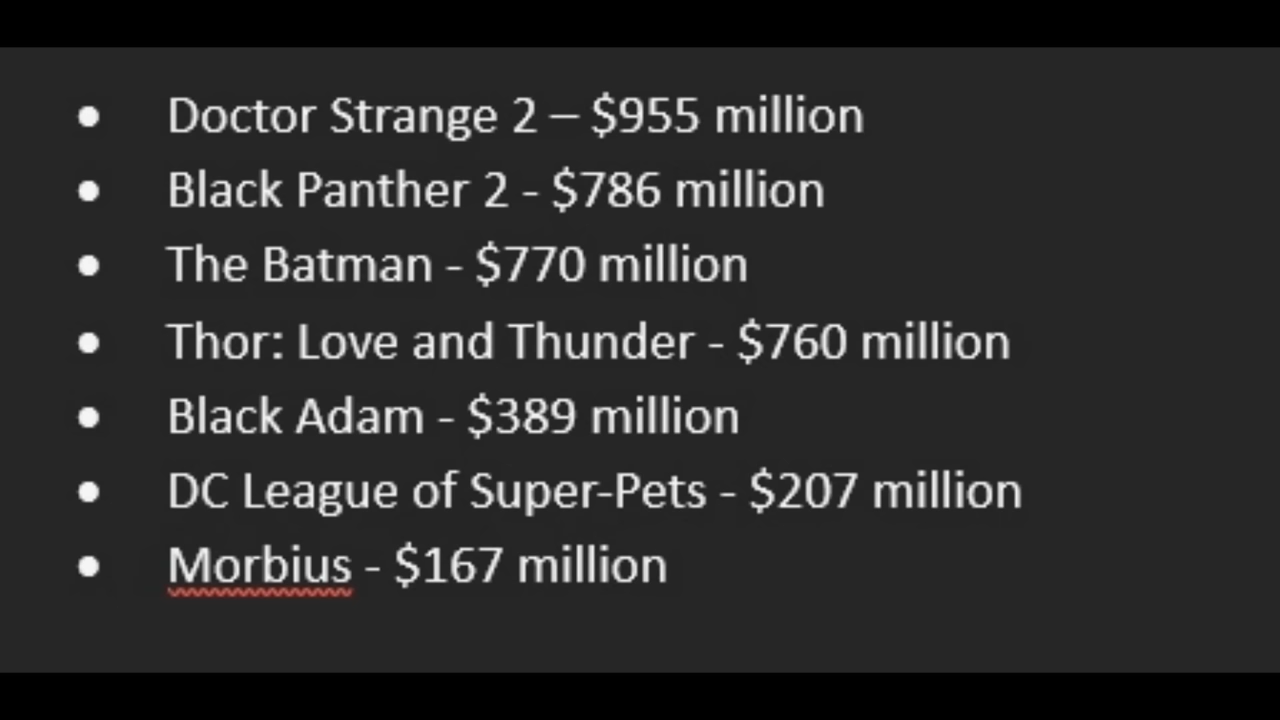 • Doctor Strange 2 – $955 million
• Black Panther 2 - $786 million
• The Batman - $770 million
• Thor: Love and Thunder - $760 million
• Black Adam - $389 million
• DC League of Super-Pets - $207 million
• Morbius - $167 million